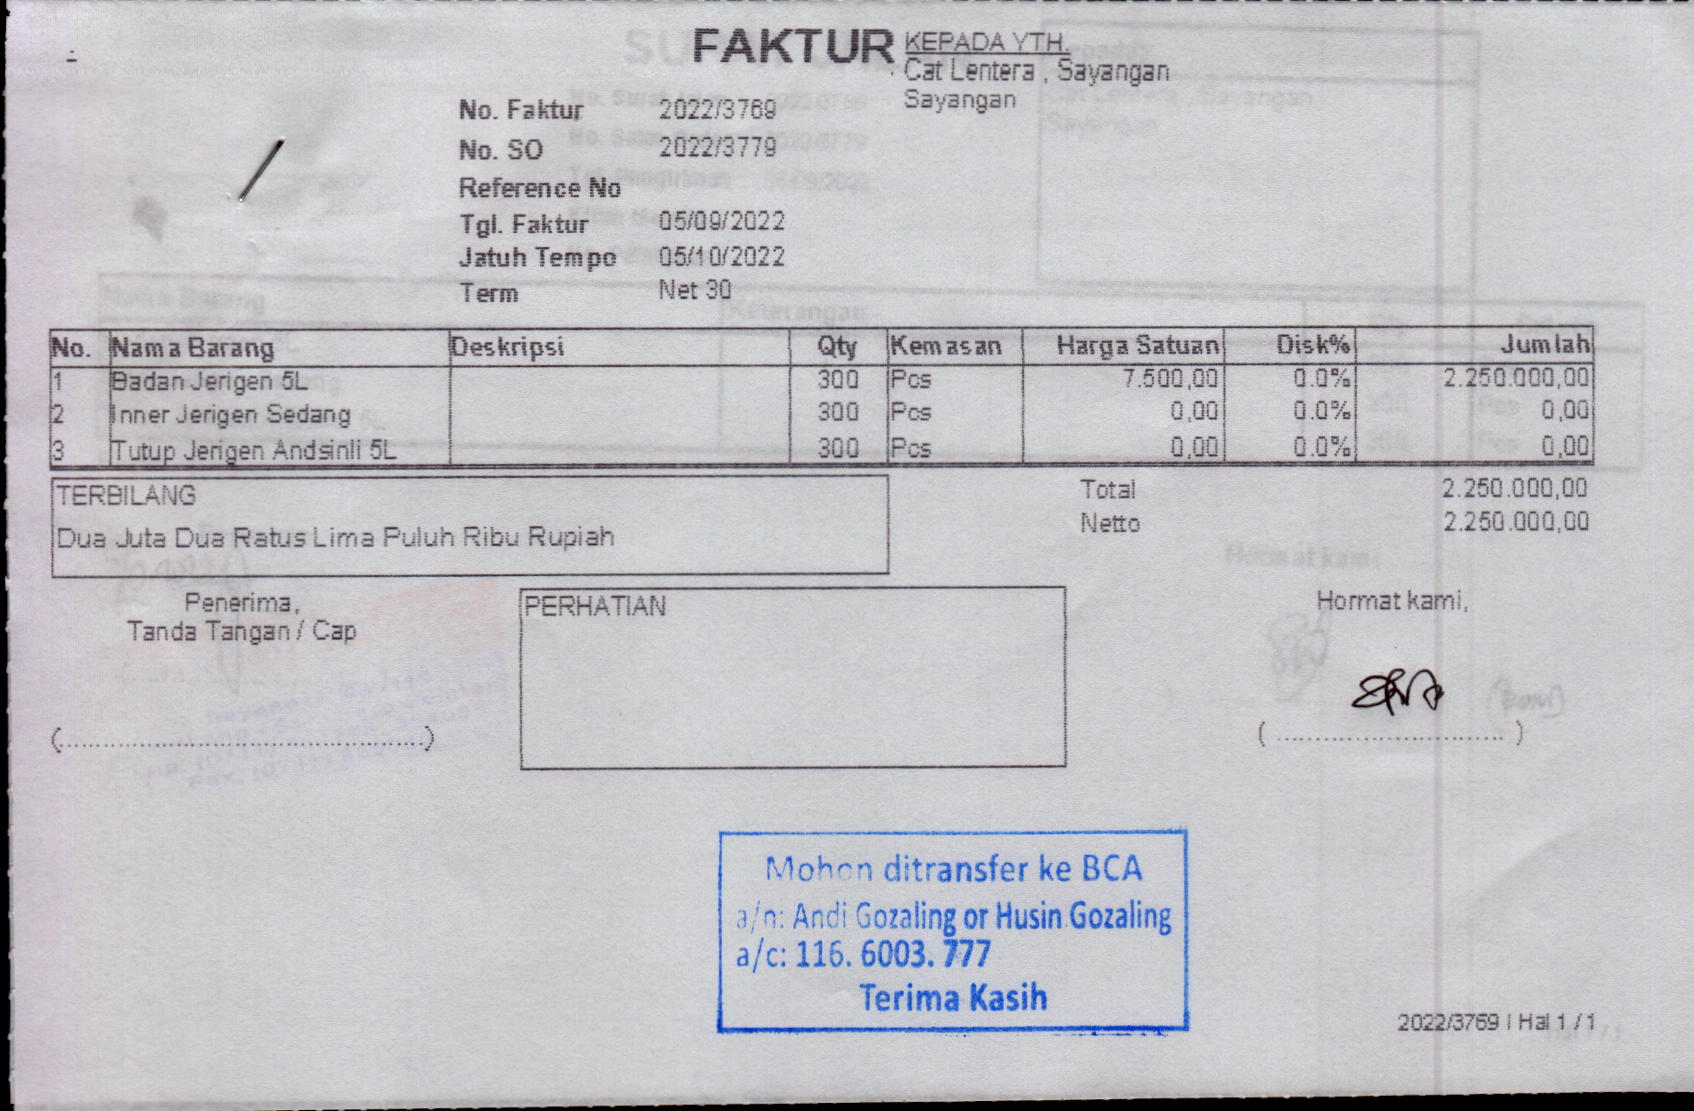 FAKTUR
KEPADA YTH.
Cat Lentera , Sayangan
Sayangan
No. Faktur 2022/3769
No. SO 2022/3779
Reference No
Tgl. Faktur 05/09/2022
Jatuh Tempo 05/10/2022
Term Net 30
No. Nama Barang Deskripsi Qty Kemasan Harga Satuan Disk% Jumlah
1 Badan Jerigen 5L 300 Pcs 7.500,00 0.0% 2.250.000,00
2 Inner Jerigen Sedang 300 Pcs 0,00 0.0% 0,00
3 Tutup Jerigen Andsinli 5L 300 Pcs 0,00 0.0% 0,00
TERBILANG
Dua Juta Dua Ratus Lima Puluh Ribu Rupiah
Total 2.250.000,00
Netto 2.250.000,00
Penerima,
Tanda Tangan / Cap
(..............................................)
PERHATIAN
Hormat kami,
( ............................. )
Mohon ditransfer ke BCA
a/n: Andi Gozaling or Husin Gozaling
a/c: 116. 6003. 777
Terima Kasih
2022/3769 | Hal 1 / 1